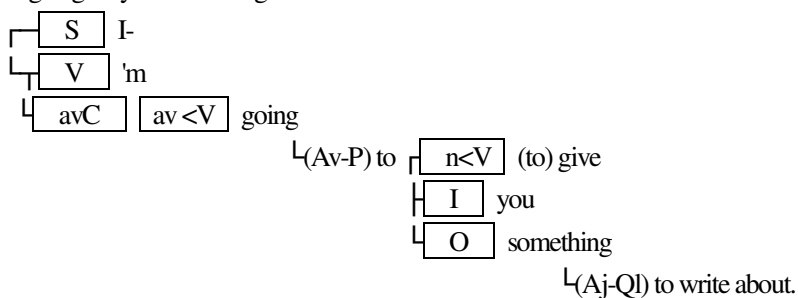 S I-
V 'm
avC av <V going
(Av-P) to n<V (to) give
I you
O something
(Aj-Ql) to write about.